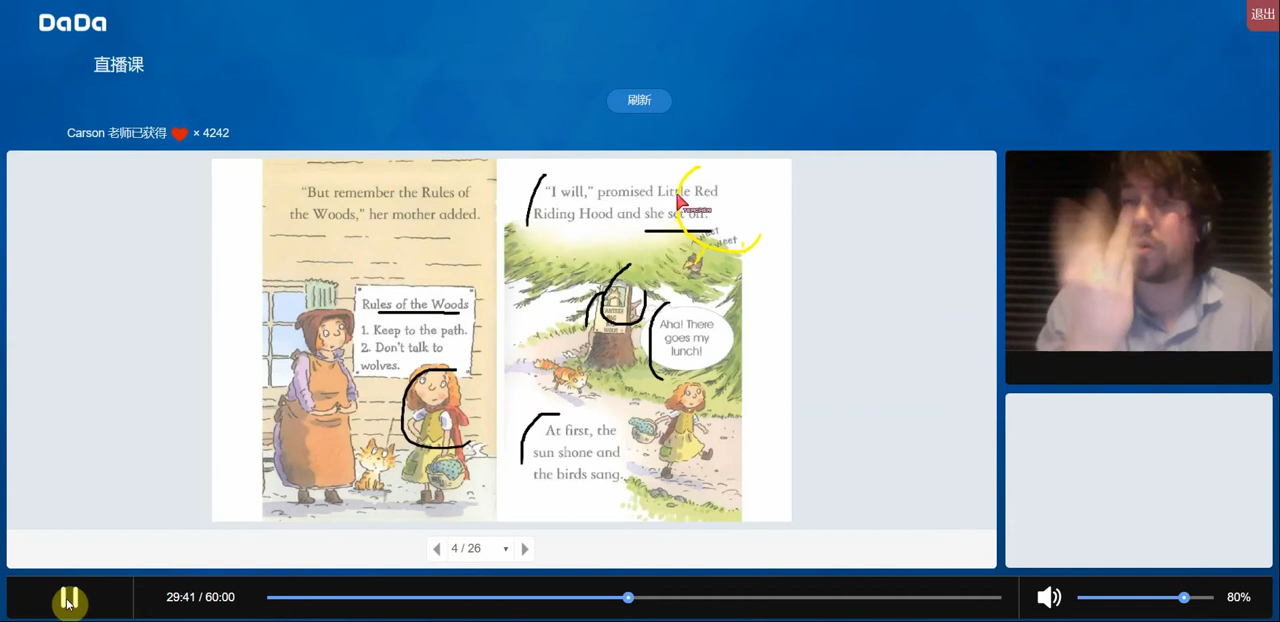 DaDa
退出
直播课
刷新
Carson 老师已获得 × 4242
“But remember the Rules of
the Woods,” her mother added.
Rules of the Woods
1. Keep to the path.
2. Don’t talk to
wolves.
“I will,” promised Little Red
Riding Hood and she set off.
Aha! There
goes my
lunch!
At first, the
sun shone and
the birds sang.
4 / 26
29:41 / 60:00
80%